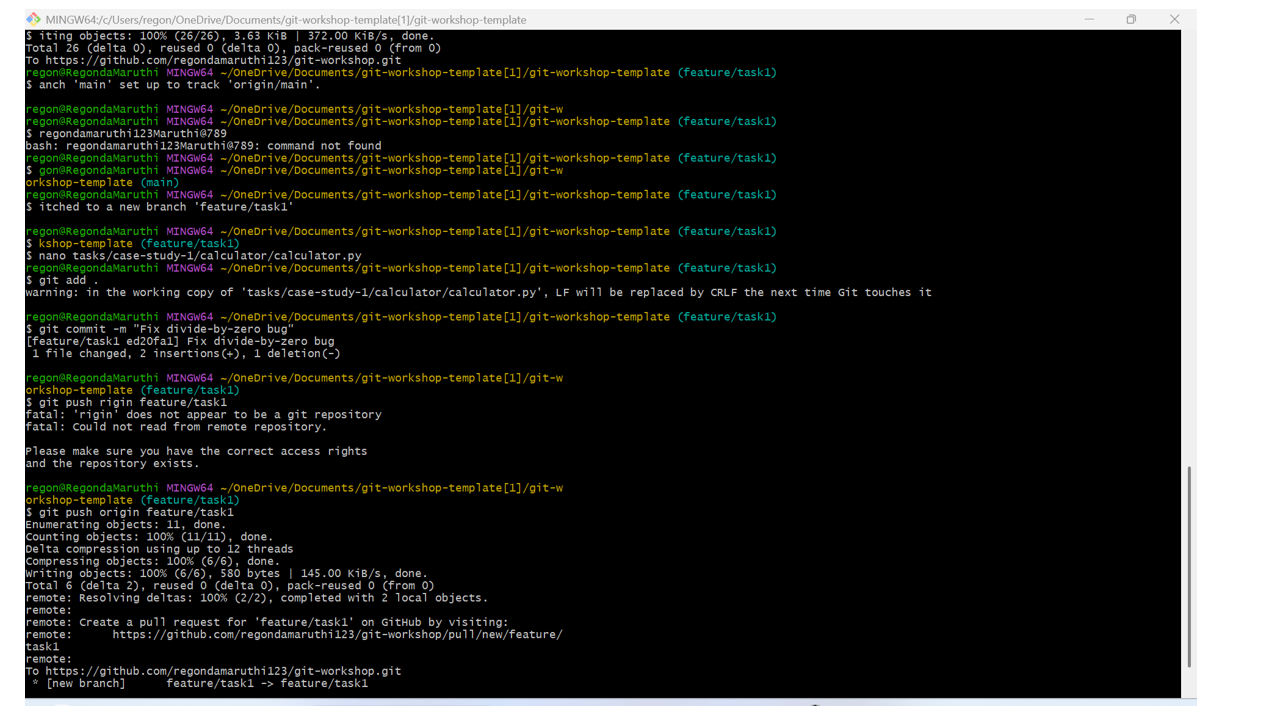 MINGW64:/c/Users/regon/OneDrive/Documents/git-workshop-template[1]/git-workshop-template
$ iting objects: 100% (26/26), 3.63 KiB | 372.00 KiB/s, done.
Total 26 (delta 0), reused 0 (delta 0), pack-reused 0 (from 0)
To https://github.com/regondamaruthi123/git-workshop.git
regon@RegondaMaruthi MINGW64 ~/OneDrive/Documents/git-workshop-template[1]/git-workshop-template (feature/task1)
$ anch 'main' set up to track 'origin/main'.
regon@RegondaMaruthi MINGW64 ~/OneDrive/Documents/git-workshop-template[1]/git-w
regon@RegondaMaruthi MINGW64 ~/OneDrive/Documents/git-workshop-template[1]/git-workshop-template (feature/task1)
$ regondamaruthi123Maruthi@789
bash: regondamaruthi123Maruthi@789: command not found
regon@RegondaMaruthi MINGW64 ~/OneDrive/Documents/git-workshop-template[1]/git-workshop-template (feature/task1)
$ gon@RegondaMaruthi MINGW64 ~/OneDrive/Documents/git-workshop-template[1]/git-w
orkshop-template (main)
regon@RegondaMaruthi MINGW64 ~/OneDrive/Documents/git-workshop-template[1]/git-workshop-template (feature/task1)
$ itched to a new branch 'feature/task1'
regon@RegondaMaruthi MINGW64 ~/OneDrive/Documents/git-workshop-template[1]/git-workshop-template (feature/task1)
$ kshop-template (feature/task1)
$ nano tasks/case-study-1/calculator/calculator.py
regon@RegondaMaruthi MINGW64 ~/OneDrive/Documents/git-workshop-template[1]/git-workshop-template (feature/task1)
$ git add .
warning: in the working copy of 'tasks/case-study-1/calculator/calculator.py', LF will be replaced by CRLF the next time Git touches it
regon@RegondaMaruthi MINGW64 ~/OneDrive/Documents/git-workshop-template[1]/git-workshop-template (feature/task1)
$ git commit -m "Fix divide-by-zero bug"
[feature/task1 ed20fa1] Fix divide-by-zero bug
1 file changed, 2 insertions(+), 1 deletion(-)
regon@RegondaMaruthi MINGW64 ~/OneDrive/Documents/git-workshop-template[1]/git-w
orkshop-template (feature/task1)
$ git push rigin feature/task1
fatal: 'rigin' does not appear to be a git repository
fatal: Could not read from remote repository.
Please make sure you have the correct access rights
and the repository exists.
regon@RegondaMaruthi MINGW64 ~/OneDrive/Documents/git-workshop-template[1]/git-w
orkshop-template (feature/task1)
$ git push origin feature/task1
Enumerating objects: 11, done.
Counting objects: 100% (11/11), done.
Delta compression using up to 12 threads
Compressing objects: 100% (6/6), done.
Writing objects: 100% (6/6), 580 bytes | 145.00 KiB/s, done.
Total 6 (delta 2), reused 0 (delta 0), pack-reused 0 (from 0)
remote: Resolving deltas: 100% (2/2), completed with 2 local objects.
remote:
remote: Create a pull request for 'feature/task1' on GitHub by visiting:
remote: https://github.com/regondamaruthi123/git-workshop/pull/new/feature/
task1
remote:
To https://github.com/regondamaruthi123/git-workshop.git
* [new branch] feature/task1 -> feature/task1